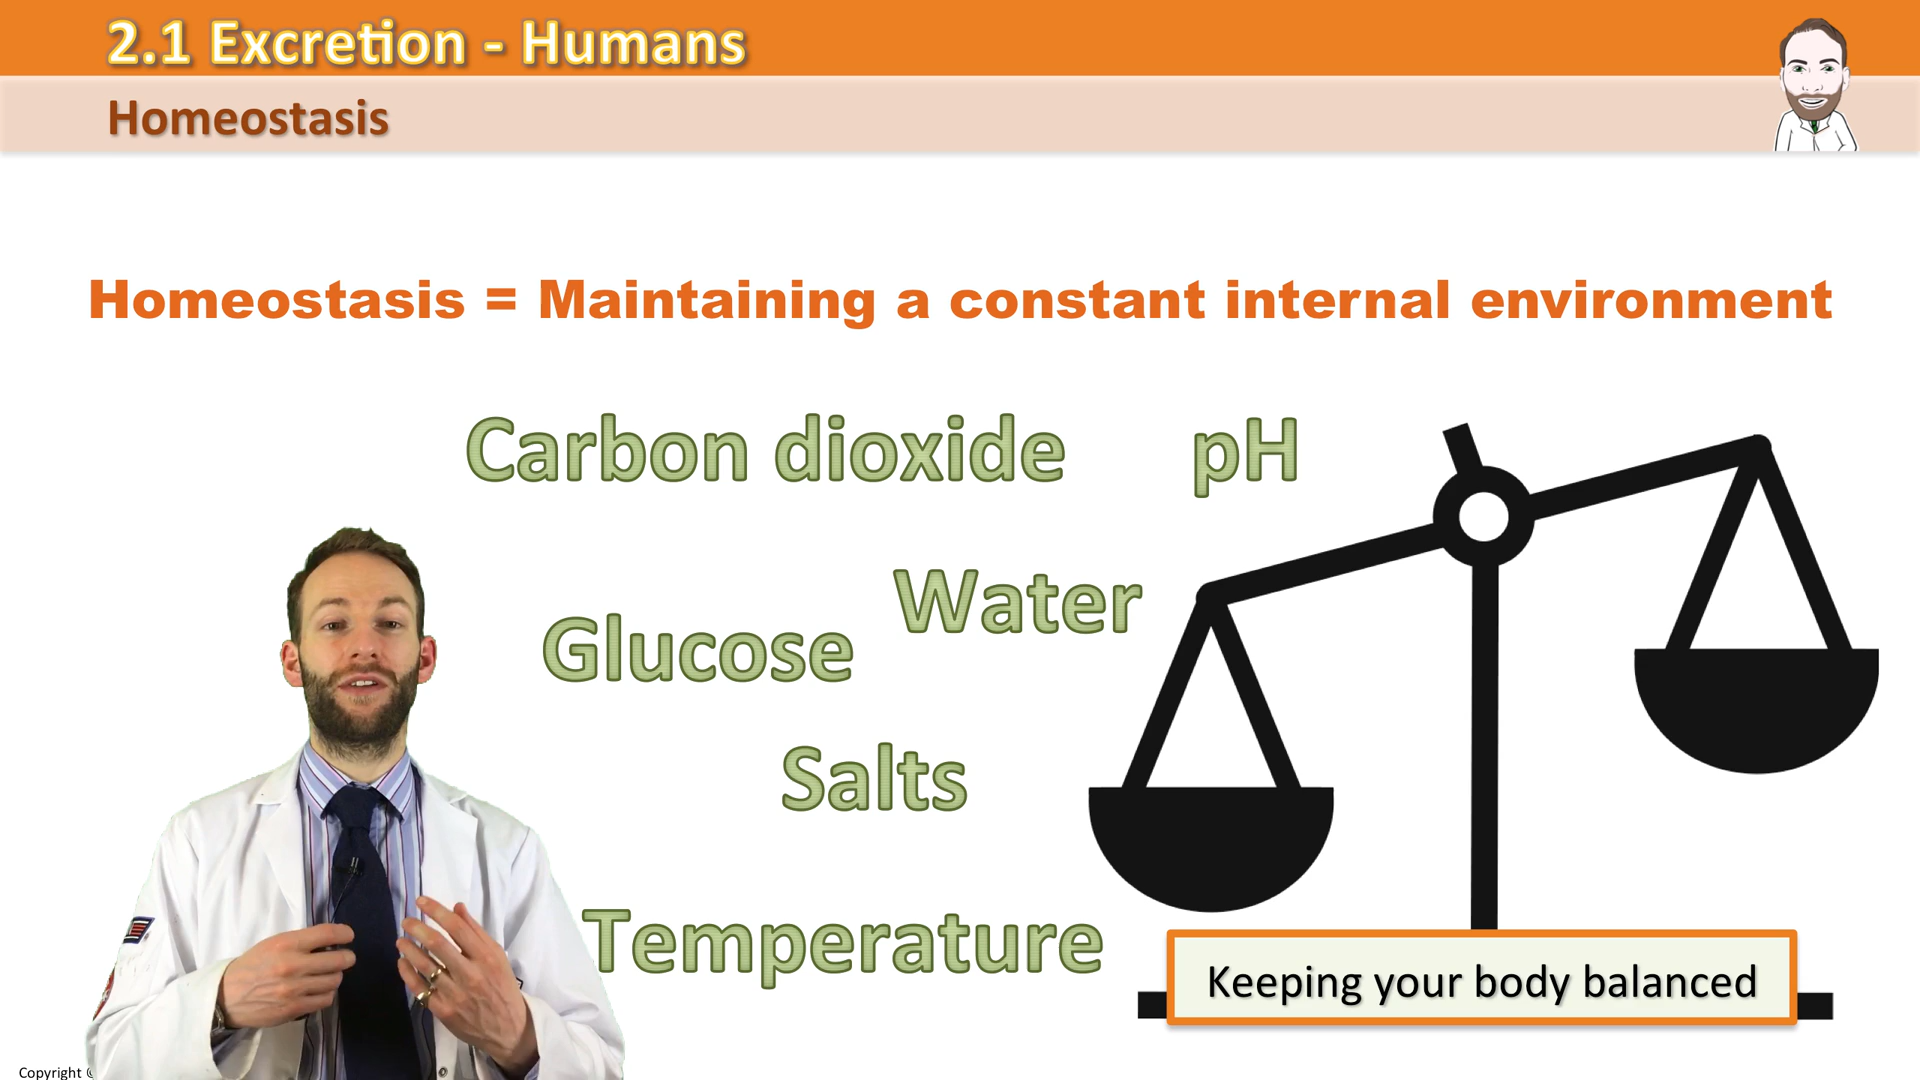 2.1 Excretion - Humans
Homeostasis
Homeostasis = Maintaining a constant internal environment
Carbon dioxide
pH
Water
Glucose
Salts
Temperature
Keeping your body balanced
Copyright ©